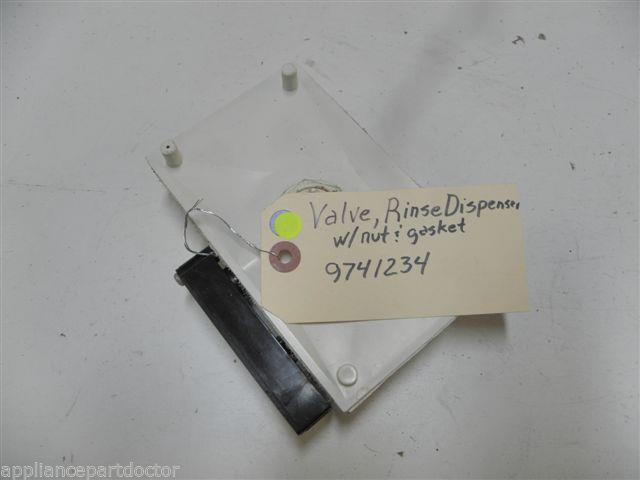 Valve, Rinse Dispenser
w/ nut & gasket
9741234
appliancepartdoctor